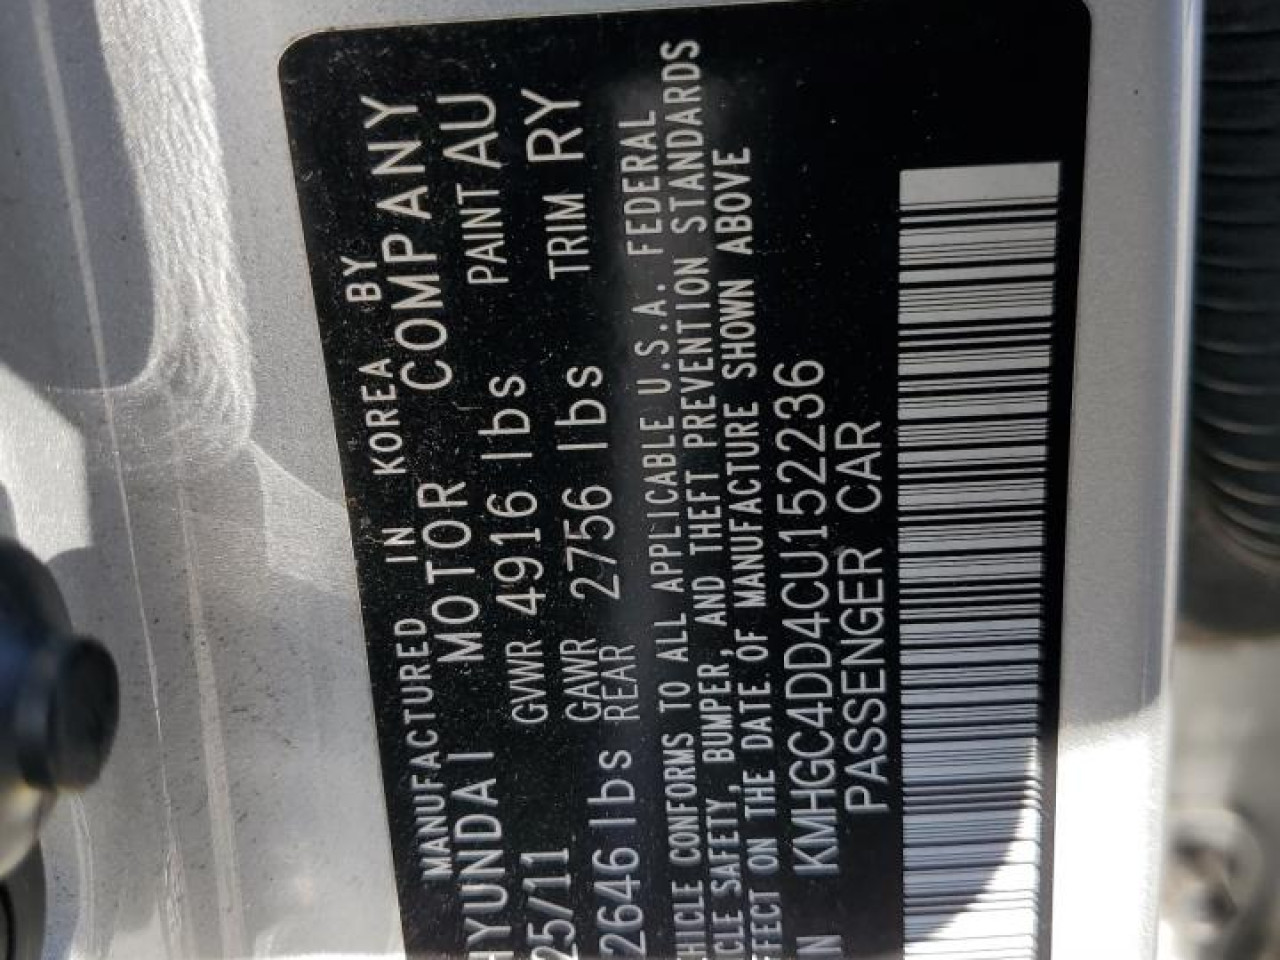 MANUFACTURED IN KOREA BY
HYUNDAI MOTOR COMPANY
25/11 GVWR 4916 lbs PAINT AU
2646 lbs GAWR REAR 2756 lbs TRIM RY
HICLE CONFORMS TO ALL APPLICABLE U.S.A. FEDERAL
ICLE SAFETY, BUMPER, AND THEFT PREVENTION STANDARDS
FFECT ON THE DATE OF MANUFACTURE SHOWN ABOVE
IN KMHGC4DD4CU152236
PASSENGER CAR